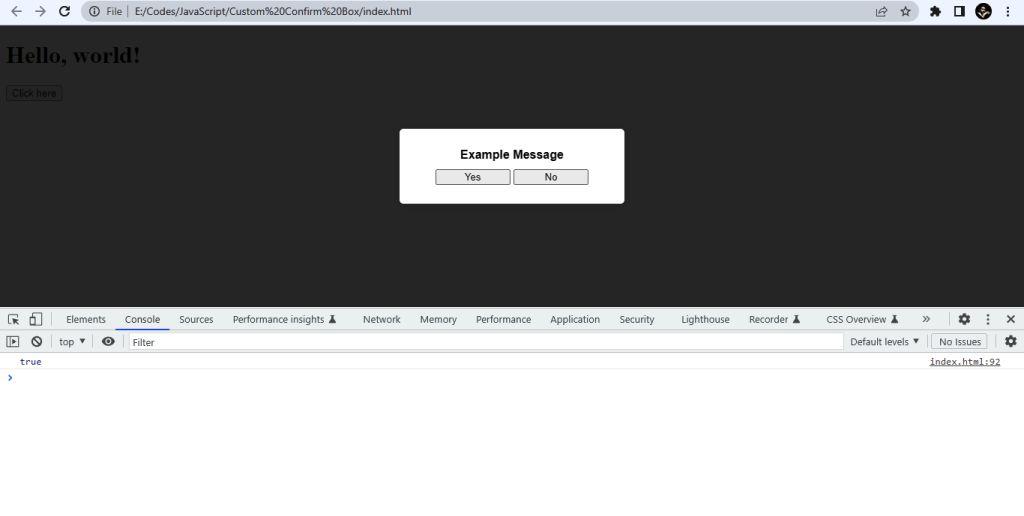 File E:/Codes/JavaScript/Custom%20Confirm%20Box/index.html
Hello, world!
Click here
Example Message
Yes No
Elements Console Sources Performance insights Network Memory Performance Application Security Lighthouse Recorder CSS Overview »
top Filter Default levels No Issues
true index.html:92